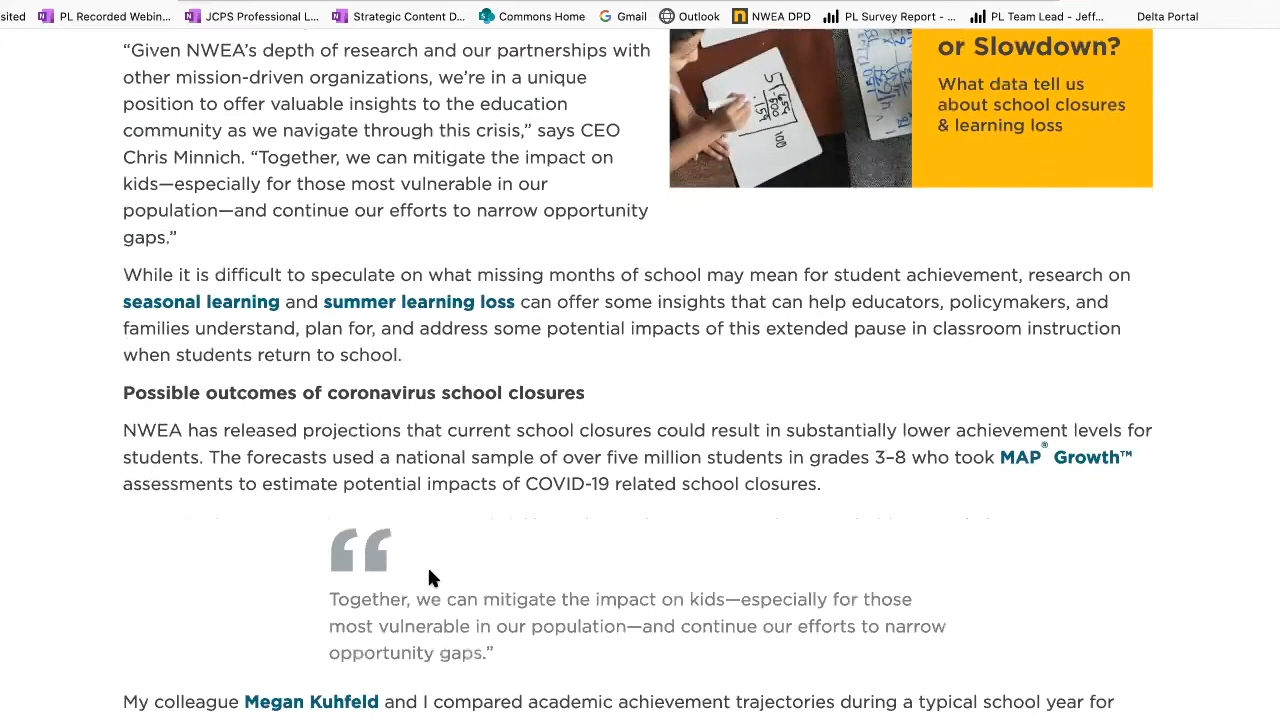 sited
PL Recorded Webin...
JCPS Professional L...
Strategic Content D...
Commons Home
Gmail
Outlook
NWEA DPD
PL Survey Report - ...
PL Team Lead - Jeff...
Delta Portal
“Given NWEA’s depth of research and our partnerships with
other mission-driven organizations, we’re in a unique
position to offer valuable insights to the education
community as we navigate through this crisis,” says CEO
Chris Minnich. “Together, we can mitigate the impact on
kids—especially for those most vulnerable in our
population—and continue our efforts to narrow opportunity
gaps.”
or Slowdown?
What data tell us
about school closures
& learning loss
While it is difficult to speculate on what missing months of school may mean for student achievement, research on
seasonal learning and summer learning loss can offer some insights that can help educators, policymakers, and
families understand, plan for, and address some potential impacts of this extended pause in classroom instruction
when students return to school.
Possible outcomes of coronavirus school closures
NWEA has released projections that current school closures could result in substantially lower achievement levels for
students. The forecasts used a national sample of over five million students in grades 3–8 who took MAP® Growth™
assessments to estimate potential impacts of COVID-19 related school closures.
“
Together, we can mitigate the impact on kids—especially for those
most vulnerable in our population—and continue our efforts to narrow
opportunity gaps.”
My colleague Megan Kuhfeld and I compared academic achievement trajectories during a typical school year for